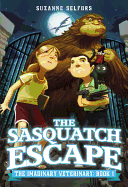 SUZANNE SELFORS
THE
SASQUATCH
ESCAPE
THE IMAGINARY VETERINARY: BOOK 1